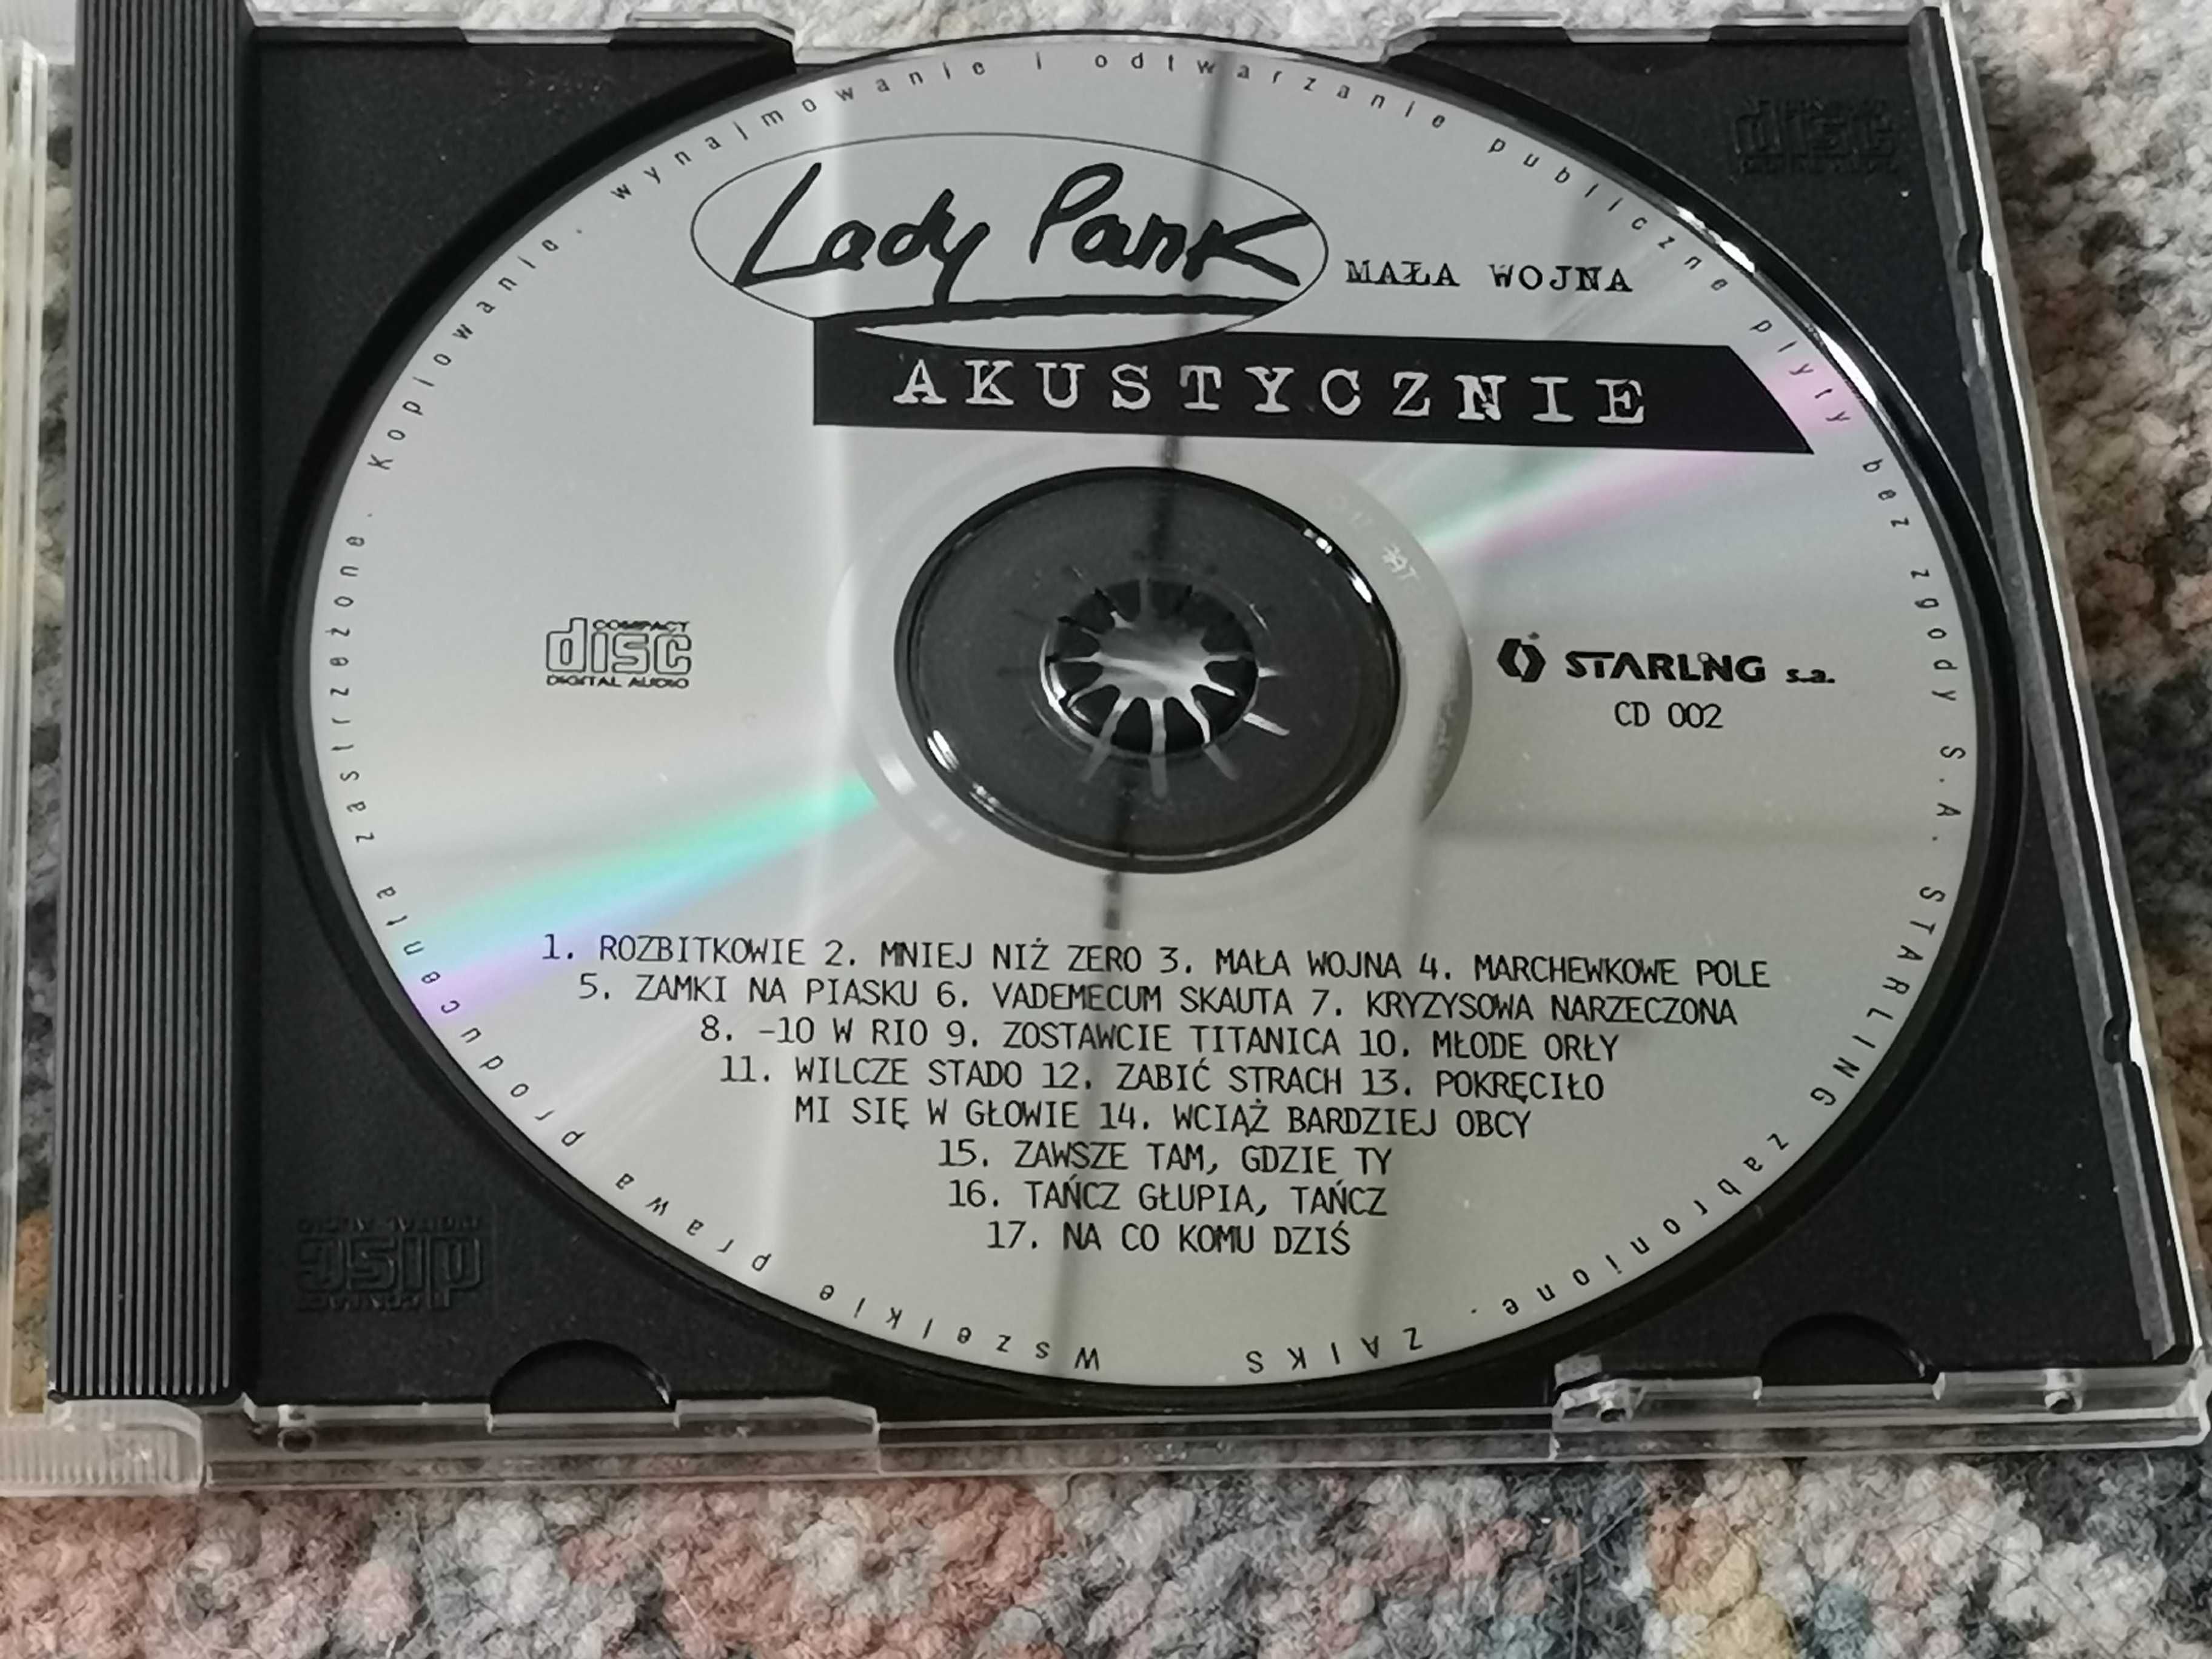 Lady Pank
MAŁA WOJNA
AKUSTYCZNIE
COMPACT
disc
DIGITAL AUDIO
STARLING s.a.
CD 002
1. ROZBITKOWIE 2. MNIEJ NIŻ ZERO 3. MAŁA WOJNA 4. MARCHEWKOWE POLE
5. ZAMKI NA PIASKU 6. VADEMECUM SKAUTA 7. KRYZYSOWA NARZECZONA
8. -10 W RIO 9. ZOSTAWCIE TITANICA 10. MŁODE ORŁY
11. WILCZE STADO 12. ZABIĆ STRACH 13. POKRĘCIŁO
MI SIĘ W GŁOWIE 14. WCIĄŻ BARDZIEJ OBCY
15. ZAWSZE TAM, GDZIE TY
16. TAŃCZ GŁUPIA, TAŃCZ
17. NA CO KOMU DZIŚ
Wszelkie prawa producenta zastrzeżone. Kopiowanie, wynajmowanie i odtwarzanie publiczne płyty bez zgody S.A. STARLING zabronione. ZAIKS
disc
disc